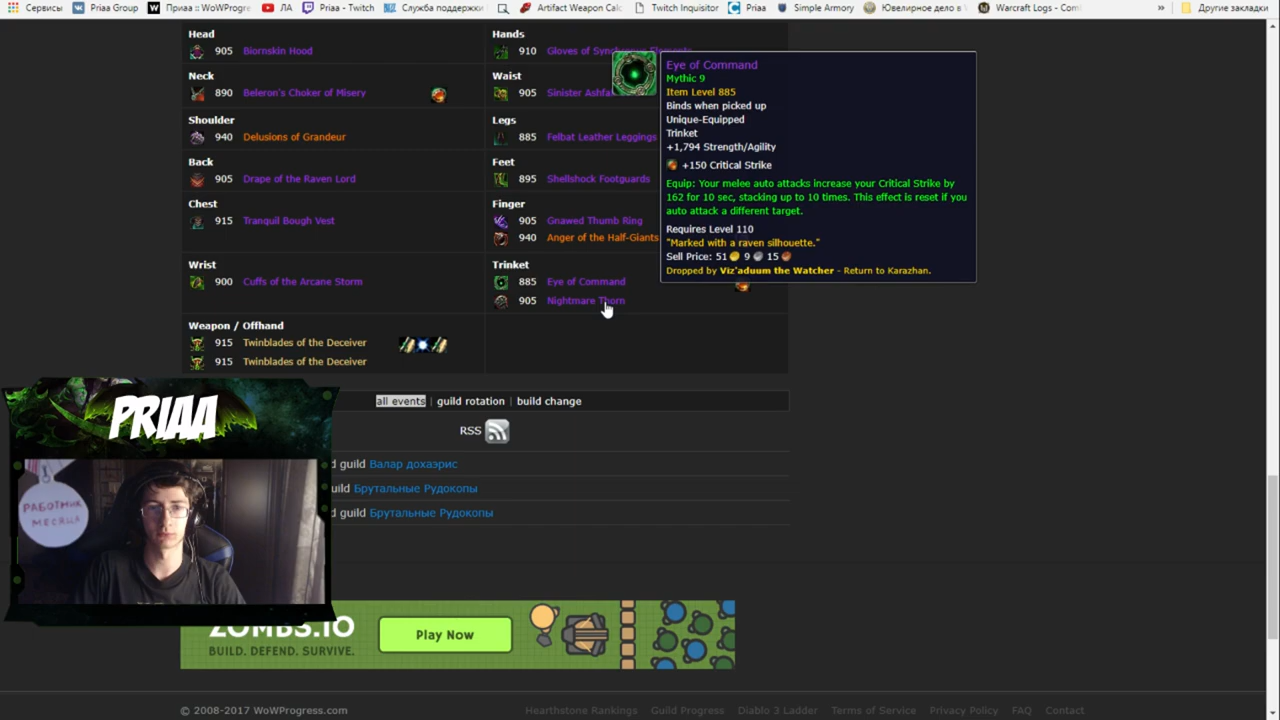 Сервисы
Priaa Group
Приаа :: WoWProgre
ЛА
Priaa - Twitch
Служба поддержки
Artifact Weapon Calc
Twitch Inquisitor
Priaa
Simple Armory
Ювелирное дело в
Warcraft Logs - Com
»
Другие закладки
Head
905 Biornskin Hood
Neck
890 Beleron's Choker of Misery
Shoulder
940 Delusions of Grandeur
Back
905 Drape of the Raven Lord
Chest
915 Tranquil Bough Vest
Wrist
900 Cuffs of the Arcane Storm
Weapon / Offhand
915 Twinblades of the Deceiver
915 Twinblades of the Deceiver
Hands
910 Gloves of Synchronous Elements
Waist
905 Sinister Ashfa
Legs
885 Felbat Leather Leggings
Feet
895 Shellshock Footguards
Finger
905 Gnawed Thumb Ring
940 Anger of the Half-Giants
Trinket
885 Eye of Command
905 Nightmare Thorn
Eye of Command
Mythic 9
Item Level 885
Binds when picked up
Unique-Equipped
Trinket
+1,794 Strength/Agility
+150 Critical Strike
Equip: Your melee auto attacks increase your Critical Strike by
162 for 10 sec, stacking up to 10 times. This effect is reset if you
auto attack a different target.
Requires Level 110
"Marked with a raven silhouette."
Sell Price: 51 9 15
Dropped by Viz'aduum the Watcher - Return to Karazhan.
all events | guild rotation | build change
RSS
d guild Валар дохаэрис
uild Брутальные Рудокопы
d guild Брутальные Рудокопы
PRIAA
РАБОТНИК
МЕСЯЦА
ZOMBS.IO
BUILD. DEFEND. SURVIVE.
Play Now
© 2008-2017 WoWProgress.com
Hearthstone Rankings
Guild Progress
Diablo 3 Ladder
Terms of Service
Privacy Policy
FAQ
Contact